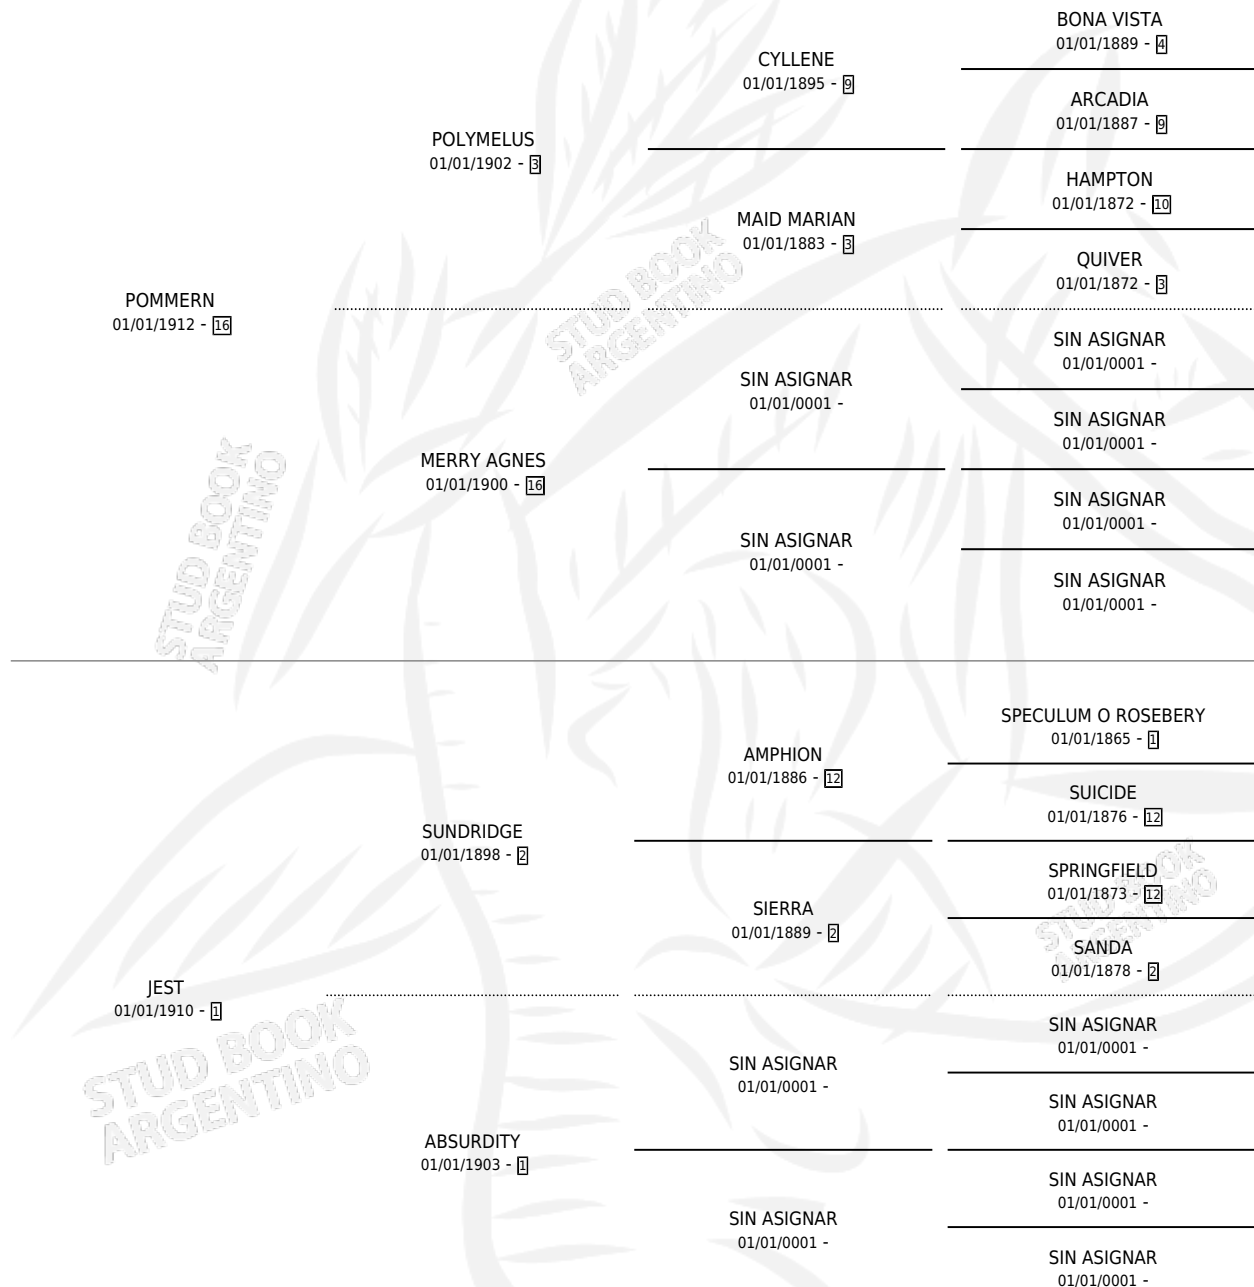 BONA VISTA
01/01/1889 - 4
CYLLENE
01/01/1895 - 9
ARCADIA
01/01/1887 - 9
POLYMELUS
01/01/1902 - 3
HAMPTON
01/01/1872 - 10
MAID MARIAN
01/01/1883 - 3
QUIVER
01/01/1872 - 3
POMMERN
01/01/1912 - 16
SIN ASIGNAR
01/01/0001 -
SIN ASIGNAR
01/01/0001 -
SIN ASIGNAR
01/01/0001 -
MERRY AGNES
01/01/1900 - 16
SIN ASIGNAR
01/01/0001 -
SIN ASIGNAR
01/01/0001 -
SIN ASIGNAR
01/01/0001 -
STUD BOOK
ARGENTINO
STUD BOOK
ARGENTINO
SPECULUM O ROSEBERY
01/01/1865 - 1
AMPHION
01/01/1886 - 12
SUICIDE
01/01/1876 - 12
SUNDRIDGE
01/01/1898 - 2
SPRINGFIELD
01/01/1873 - 12
SIERRA
01/01/1889 - 2
SANDA
01/01/1878 - 2
STUD BOOK
ARGENTINO
JEST
01/01/1910 - 1
SIN ASIGNAR
01/01/0001 -
SIN ASIGNAR
01/01/0001 -
SIN ASIGNAR
01/01/0001 -
ABSURDITY
01/01/1903 - 1
SIN ASIGNAR
01/01/0001 -
SIN ASIGNAR
01/01/0001 -
SIN ASIGNAR
01/01/0001 -
STUD BOOK
ARGENTINO